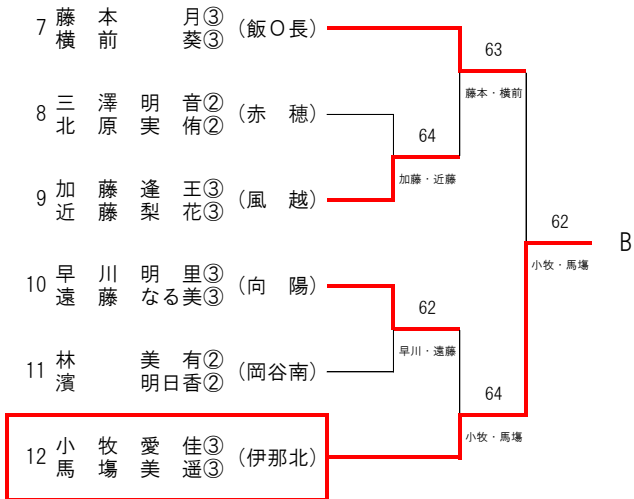 7 藤本 月③ (飯O長)
横前 葵③
63
藤本・横前
8 三澤明音② (赤穂)
北原実侑②
64
加藤・近藤
9 加藤逢王③ (風越)
近藤梨花③
62
B
小牧・馬塲
10 早川明里③ (向陽)
遠藤なる美③
62
早川・遠藤
11 林 美有② (岡谷南)
濱 明日香②
64
小牧・馬塲
12 小牧愛佳③ (伊那北)
馬塲美遥③